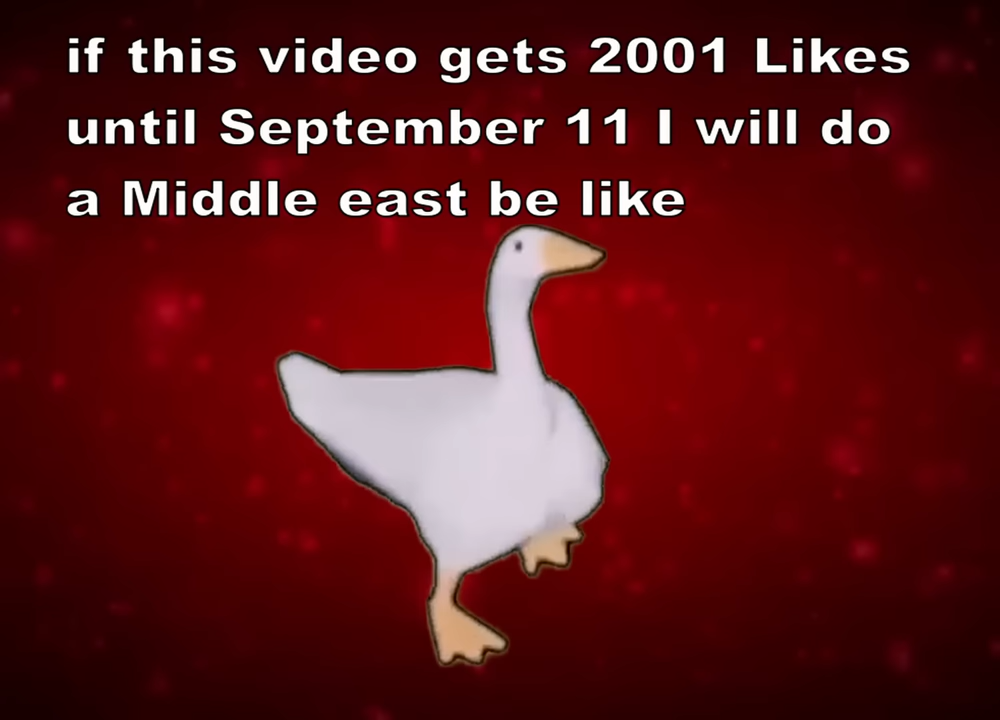 if this video gets 2001 Likes
until September 11 I will do
a Middle east be like